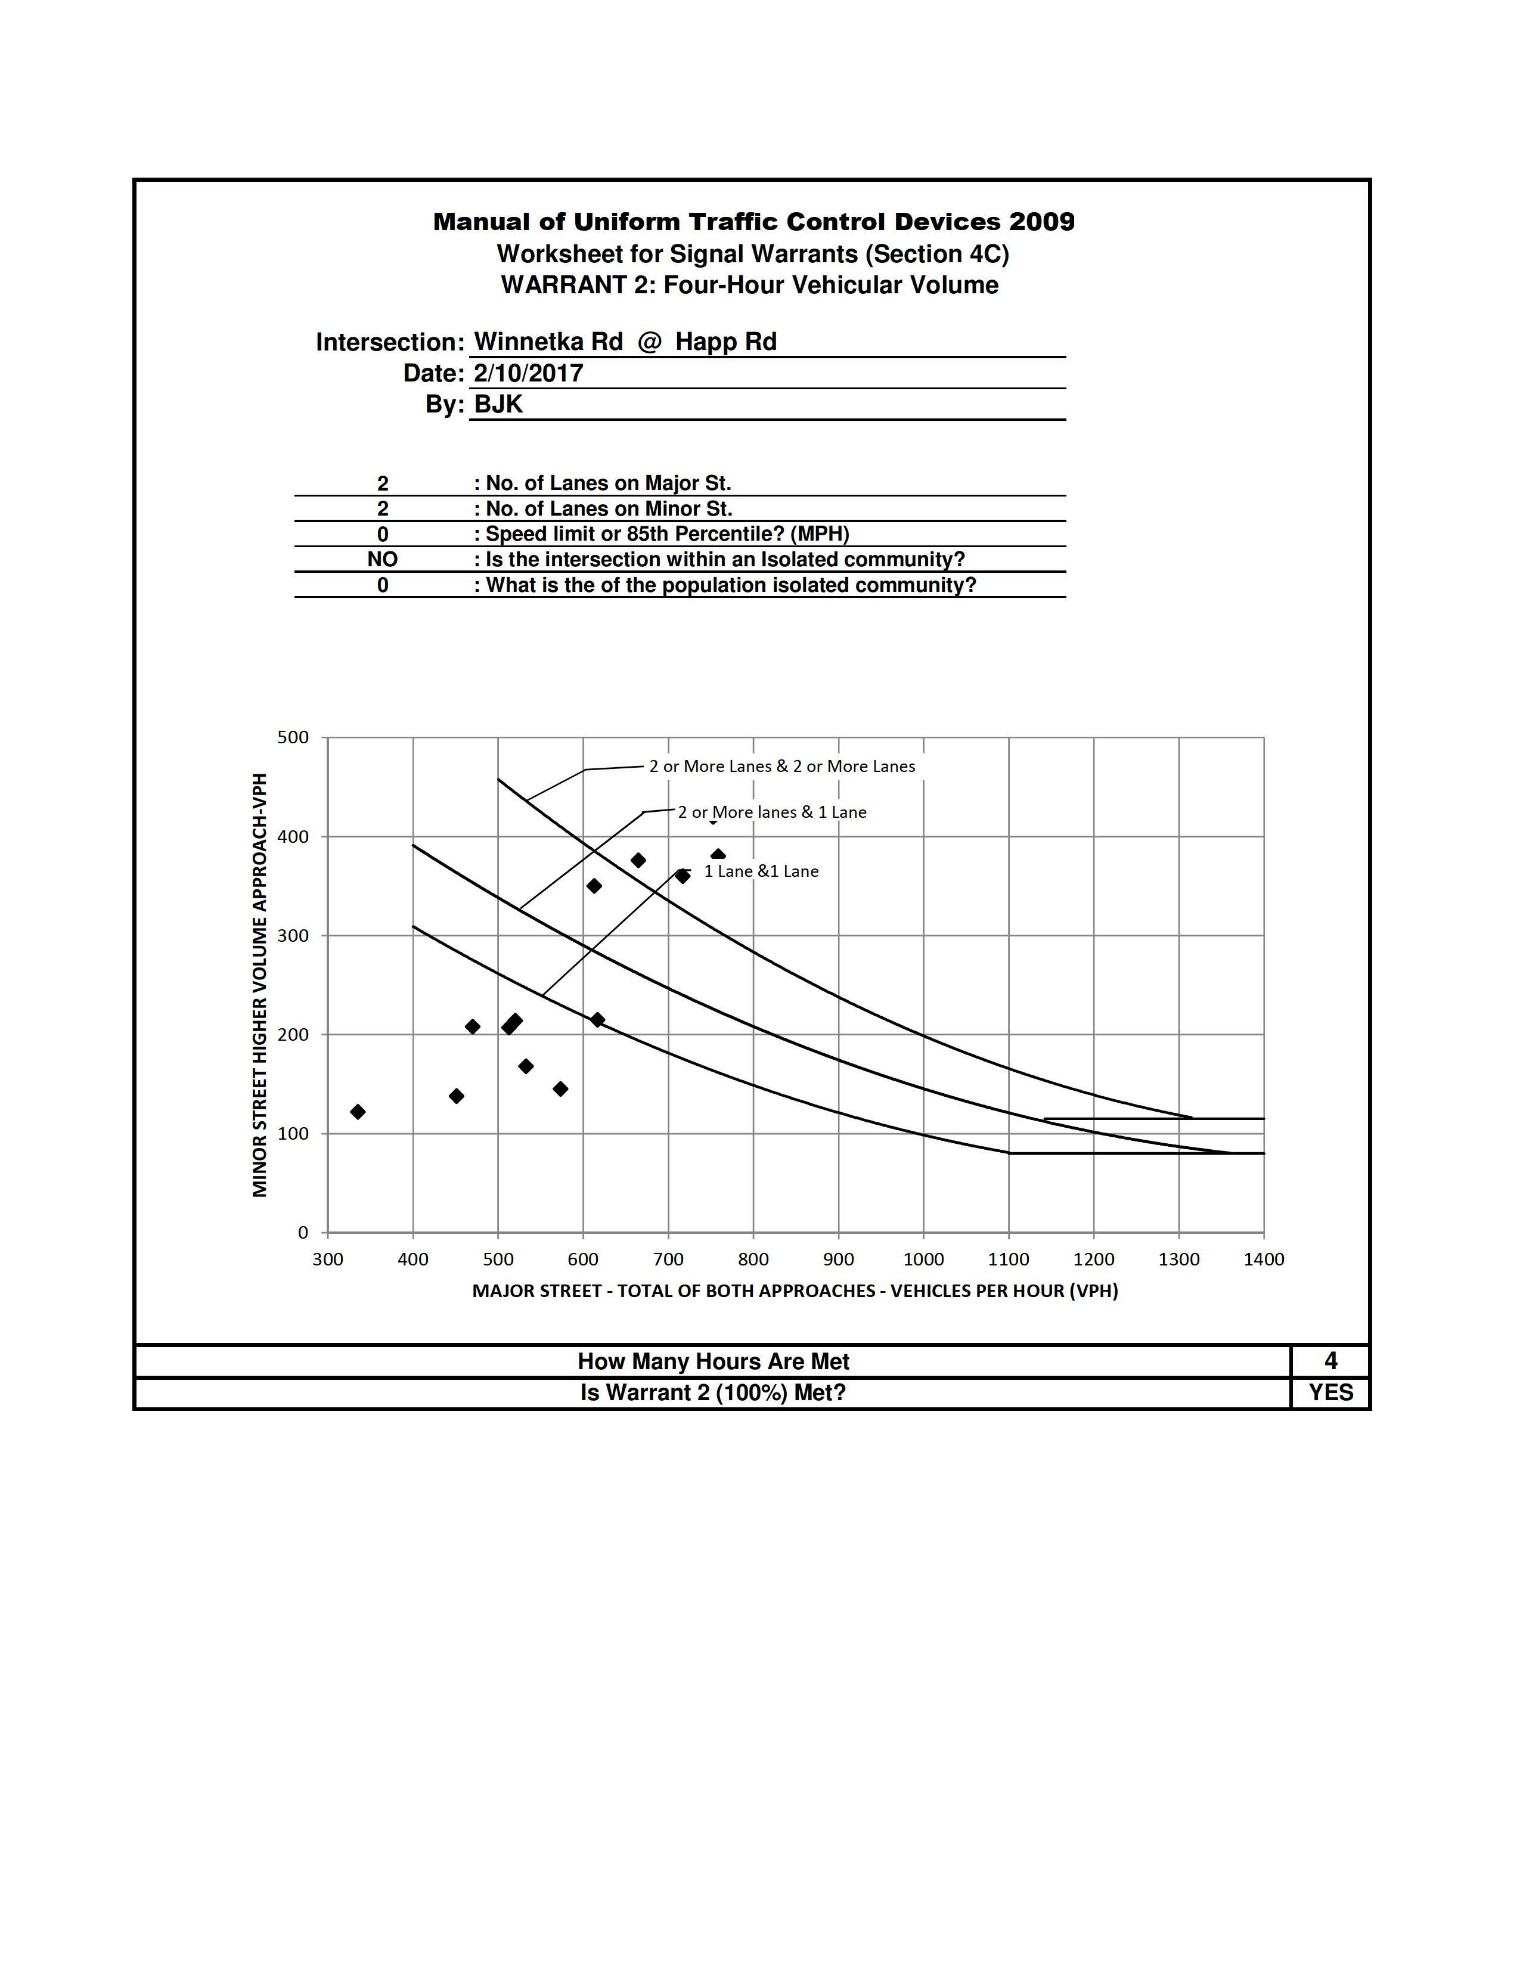 Manual of Uniform Traffic Control Devices 2009
Worksheet for Signal Warrants (Section 4C)
WARRANT 2: Four-Hour Vehicular Volume
Intersection: Winnetka Rd @ Happ Rd
Date: 2/10/2017
By: BJK
2 : No. of Lanes on Major St.
2 : No. of Lanes on Minor St.
0 : Speed limit or 85th Percentile? (MPH)
NO : Is the intersection within an Isolated community?
0 : What is the of the population isolated community?
500
2 or More Lanes & 2 or More Lanes
2 or More lanes & 1 Lane
400
1 Lane &1 Lane
300
200
100
0
MINOR STREET HIGHER VOLUME APPROACH-VPH
300 400 500 600 700 800 900 1000 1100 1200 1300 1400
MAJOR STREET - TOTAL OF BOTH APPROACHES - VEHICLES PER HOUR (VPH)
How Many Hours Are Met 4
Is Warrant 2 (100%) Met? YES